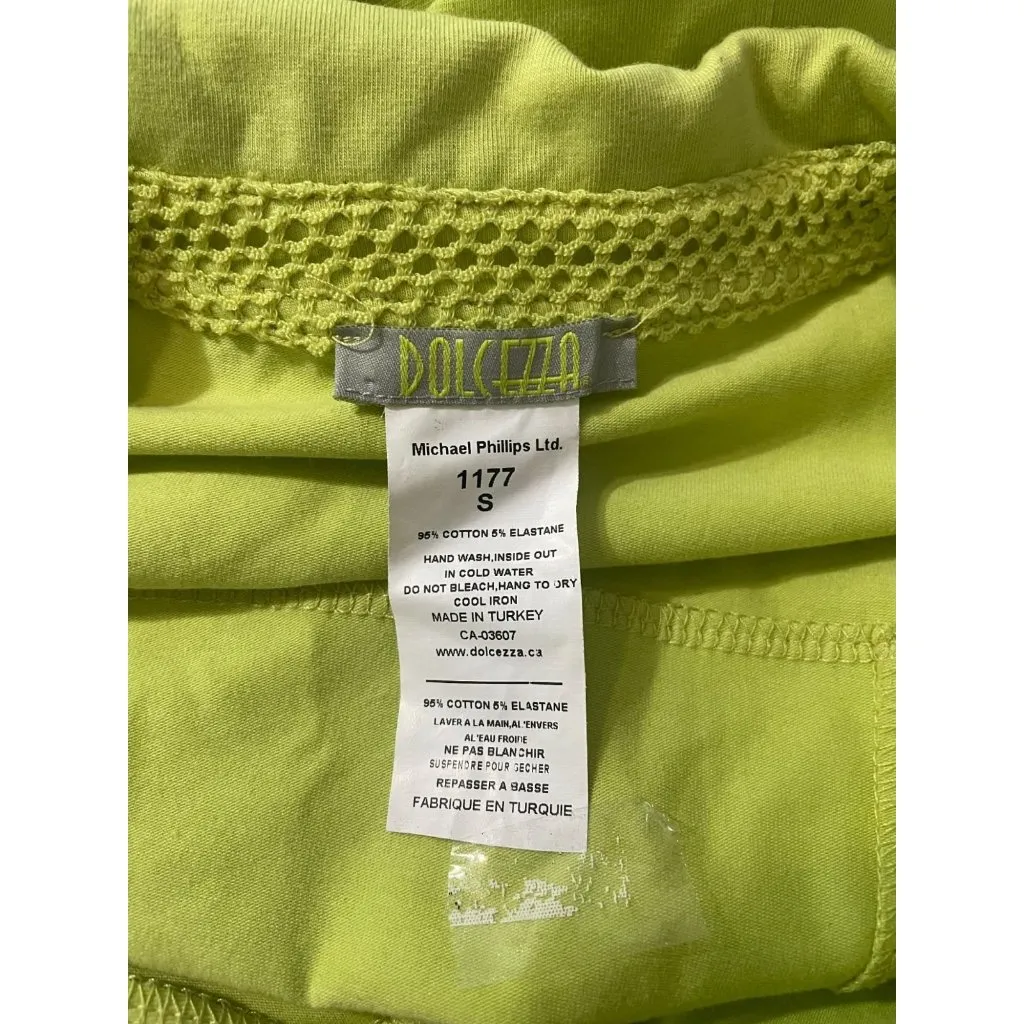 DOLCEZZA
Michael Phillips Ltd.
1177
S
95% COTTON 5% ELASTANE
HAND WASH,INSIDE OUT
IN COLD WATER
DO NOT BLEACH,HANG TO DRY
COOL IRON
MADE IN TURKEY
CA-03607
www.dolcezza.ca
95% COTTON 5% ELASTANE
LAVER A LA MAIN,AL'ENVERS
AL'EAU FROIDE
NE PAS BLANCHIR
SUSPENDRE POUR SECHER
REPASSER A BASSE
FABRIQUE EN TURQUIE